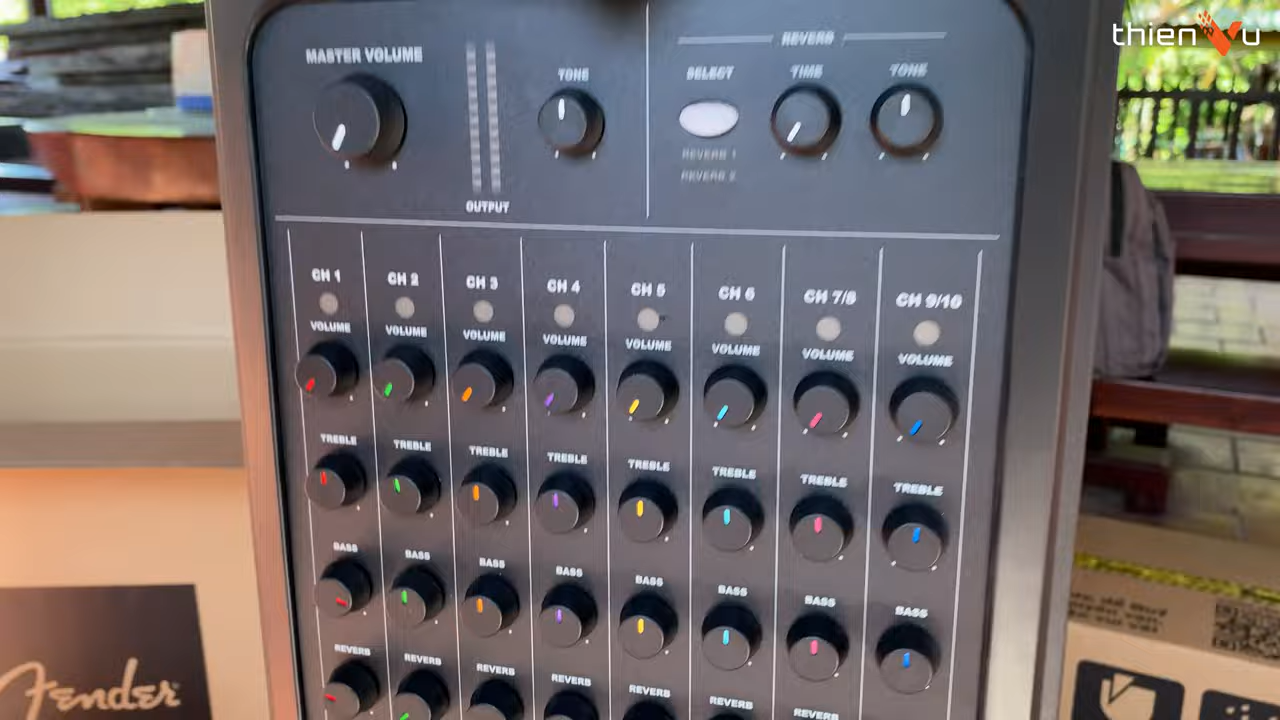 thien Vu
MASTER VOLUME
TONE
OUTPUT
REVERB
SELECT
TIME
TONE
REVERB 1
REVERB 2
CH 1
CH 2
CH 3
CH 4
CH 5
CH 6
CH 7/8
CH 9/10
VOLUME
VOLUME
VOLUME
VOLUME
VOLUME
VOLUME
VOLUME
VOLUME
TREBLE
TREBLE
TREBLE
TREBLE
TREBLE
TREBLE
TREBLE
TREBLE
BASS
BASS
BASS
BASS
BASS
BASS
BASS
BASS
REVERB
REVERB
REVERB
REVERB
REVERB
REVERB
REVERB
Fender